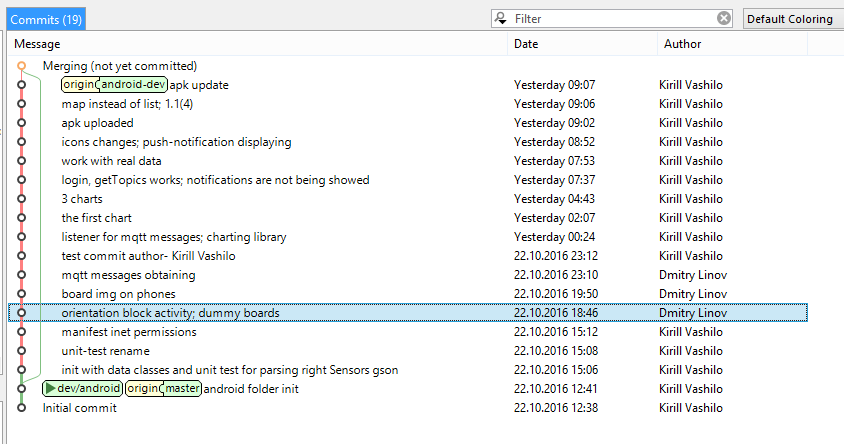 Commits (19) Filter Default Coloring
Message Date Author
Merging (not yet committed)
origin android-dev apk update Yesterday 09:07 Kirill Vashilo
map instead of list; 1.1(4) Yesterday 09:06 Kirill Vashilo
apk uploaded Yesterday 09:02 Kirill Vashilo
icons changes; push-notification displaying Yesterday 08:52 Kirill Vashilo
work with real data Yesterday 07:53 Kirill Vashilo
login, getTopics works; notifications are not being showed Yesterday 07:37 Kirill Vashilo
3 charts Yesterday 04:43 Kirill Vashilo
the first chart Yesterday 02:07 Kirill Vashilo
listener for mqtt messages; charting library Yesterday 00:24 Kirill Vashilo
test commit author- Kirill Vashilo 22.10.2016 23:12 Kirill Vashilo
mqtt messages obtaining 22.10.2016 23:10 Dmitry Linov
board img on phones 22.10.2016 19:50 Dmitry Linov
orientation block activity; dummy boards 22.10.2016 18:46 Dmitry Linov
manifest inet permissions 22.10.2016 15:12 Kirill Vashilo
unit-test rename 22.10.2016 15:08 Kirill Vashilo
init with data classes and unit test for parsing right Sensors gson 22.10.2016 15:06 Kirill Vashilo
dev/android origin master android folder init 22.10.2016 12:41 Kirill Vashilo
Initial commit 22.10.2016 12:38 Kirill Vashilo